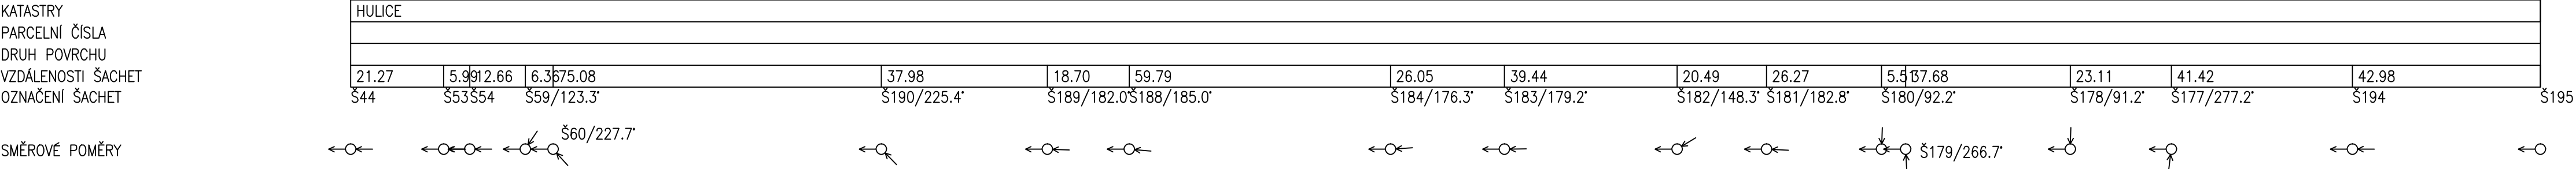 KATASTRY HULICE
PARCELNÍ ČÍSLA
DRUH POVRCHU
VZDÁLENOSTI ŠACHET 21.27 5.99 12.66 6.36 75.08 37.98 18.70 59.79 26.05 39.44 20.49 26.27 5.51 37.68 23.11 41.42 42.98
OZNAČENÍ ŠACHET Š44 Š53 Š54 Š59/123.3° Š190/225.4° Š189/182.0° Š188/185.0° Š184/176.3° Š183/179.2° Š182/148.3° Š181/182.8° Š180/92.2° Š178/91.2° Š177/277.2° Š194 Š195
Š60/227.7°
SMĚROVÉ POMĚRY Š179/266.7°